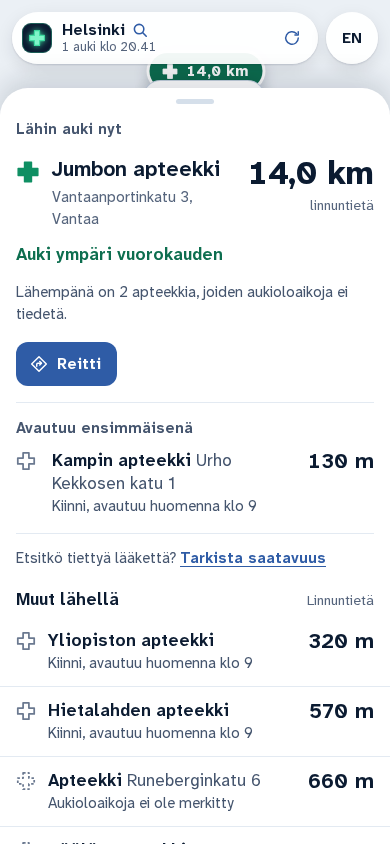 Helsinki
1 auki klo 20.41
EN
14,0 km
Lähin auki nyt
Jumbon apteekki
14,0 km
Vantaanportinkatu 3,
Vantaa
linnuntietä
Auki ympäri vuorokauden
Lähempänä on 2 apteekkia, joiden aukioloaikoja ei
tiedetä.
Reitti
Avautuu ensimmäisenä
Kampin apteekki Urho
Kekkosen katu 1
130 m
Kiinni, avautuu huomenna klo 9
Etsitkö tiettyä lääkettä? Tarkista saatavuus
Muut lähellä
Linnuntietä
Yliopiston apteekki
320 m
Kiinni, avautuu huomenna klo 9
Hietalahden apteekki
570 m
Kiinni, avautuu huomenna klo 9
Apteekki Runeberginkatu 6
660 m
Aukioloaikoja ei ole merkitty